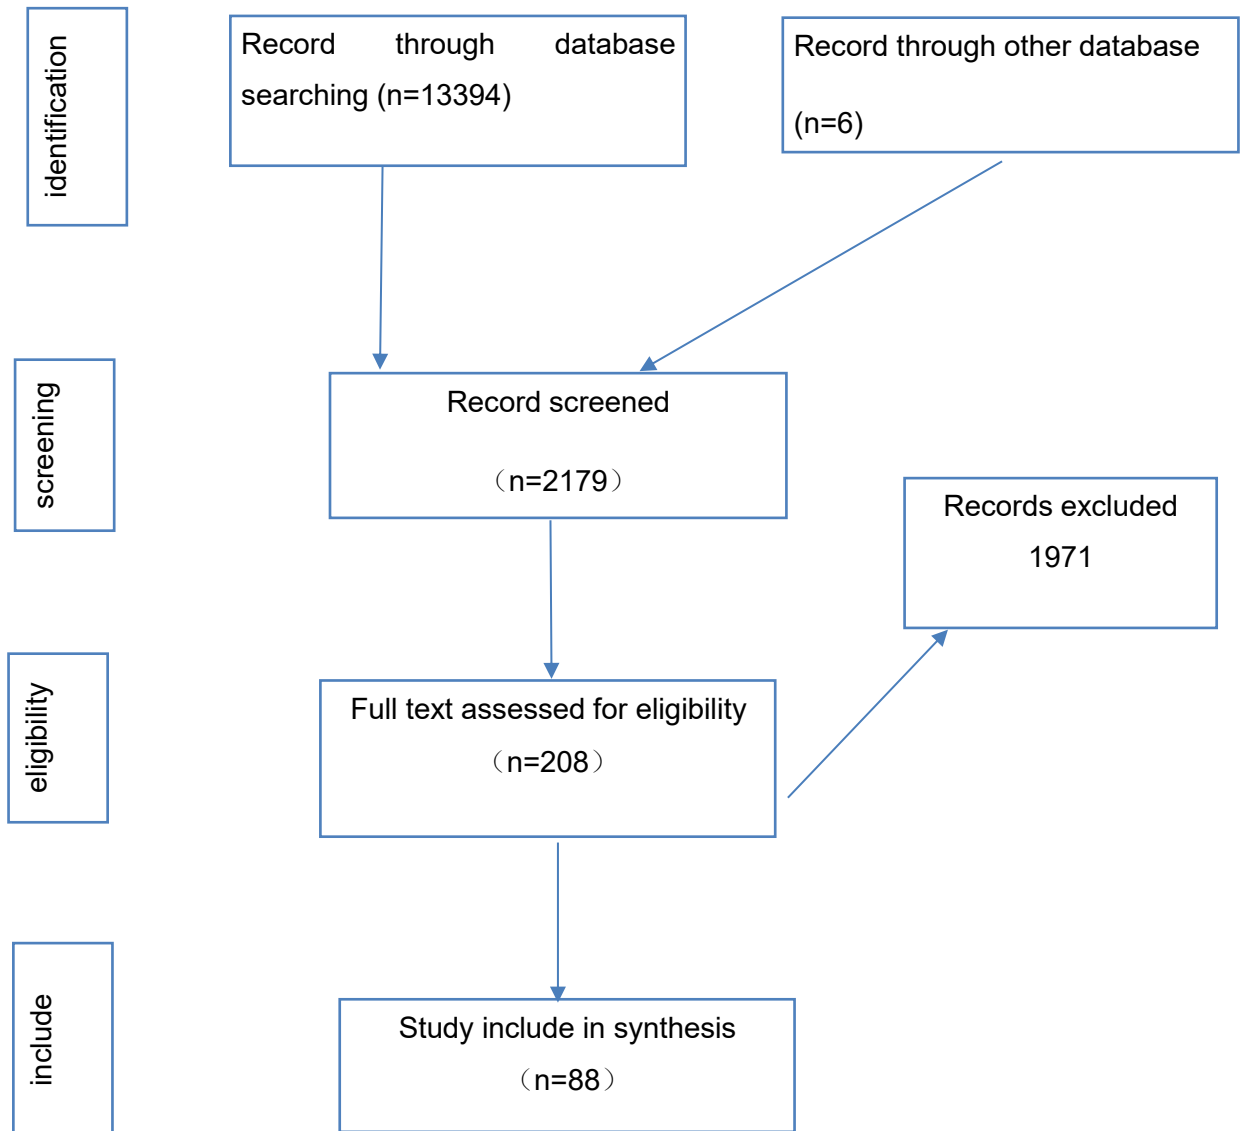 identification
Record through database
searching (n=13394)
Record through other database
(n=6)
screening
Record screened
（n=2179）
Records excluded
1971
eligibility
Full text assessed for eligibility
（n=208）
include
Study include in synthesis
（n=88）